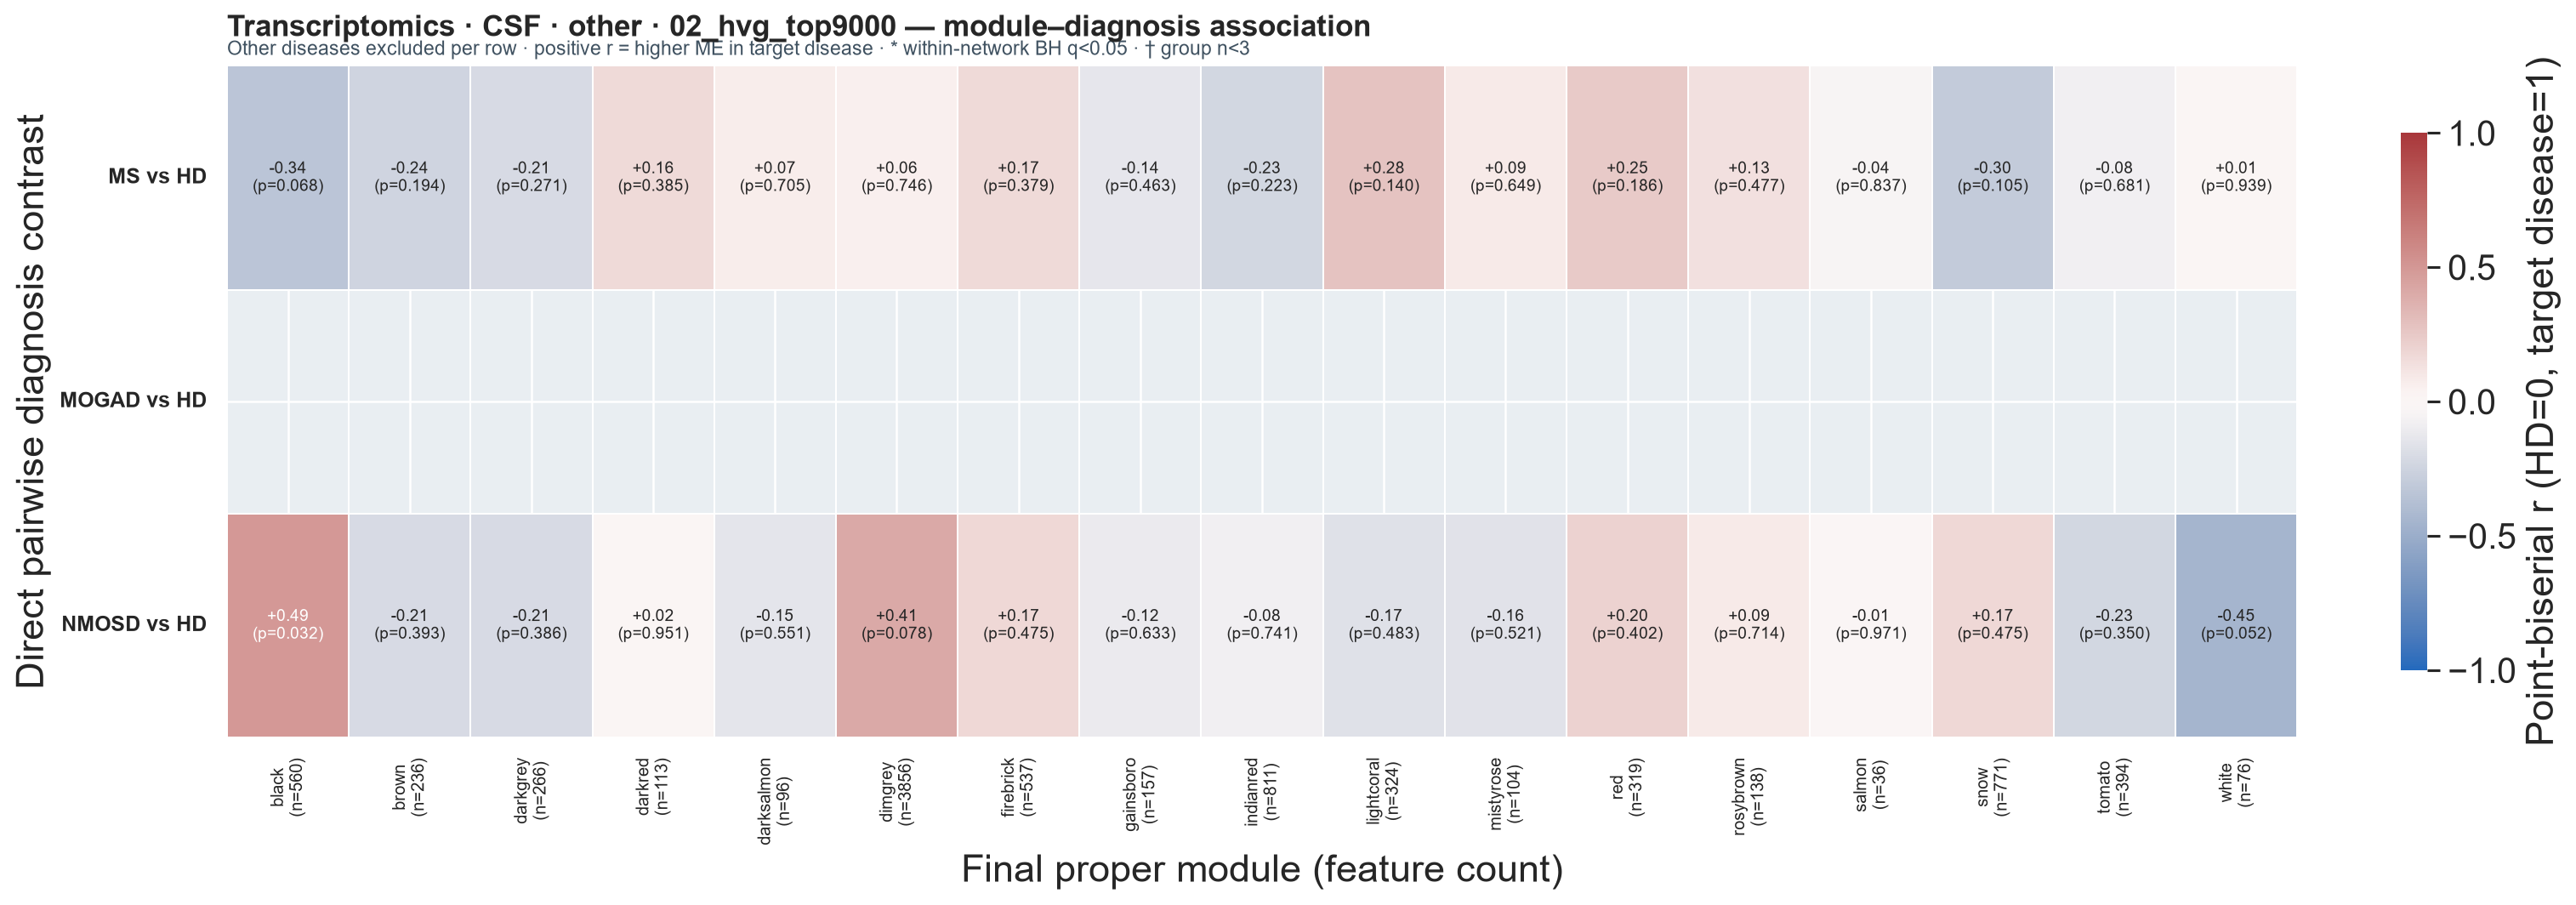 Transcriptomics · CSF · other · 02_hvg_top9000 — module–diagnosis association
Other diseases excluded per row · positive r = higher ME in target disease · * within-network BH q<0.05 · † group n<3
Direct pairwise diagnosis contrast
MS vs HD
-0.34 -0.24 -0.21 +0.16 +0.07 +0.06 +0.17 -0.14 -0.23 +0.28 +0.09 +0.25 +0.13 -0.04 -0.30 -0.08 +0.01
(p=0.068) (p=0.194) (p=0.271) (p=0.385) (p=0.705) (p=0.746) (p=0.379) (p=0.463) (p=0.223) (p=0.140) (p=0.649) (p=0.186) (p=0.477) (p=0.837) (p=0.105) (p=0.681) (p=0.939)
MOGAD vs HD
NMOSD vs HD
+0.49 -0.21 -0.21 +0.02 -0.15 +0.41 +0.17 -0.12 -0.08 -0.17 -0.16 +0.20 +0.09 -0.01 +0.17 -0.23 -0.45
(p=0.032) (p=0.393) (p=0.386) (p=0.951) (p=0.551) (p=0.078) (p=0.475) (p=0.633) (p=0.741) (p=0.483) (p=0.521) (p=0.402) (p=0.714) (p=0.971) (p=0.475) (p=0.350) (p=0.052)
black
(n=560)
brown
(n=236)
darkgrey
(n=266)
darkred
(n=113)
darksalmon
(n=96)
dimgrey
(n=3856)
firebrick
(n=537)
gainsboro
(n=157)
indianred
(n=811)
lightcoral
(n=324)
mistyrose
(n=104)
red
(n=319)
rosybrown
(n=138)
salmon
(n=36)
snow
(n=771)
tomato
(n=394)
white
(n=76)
Final proper module (feature count)
1.0
0.5
0.0
−0.5
−1.0
Point-biserial r (HD=0, target disease=1)